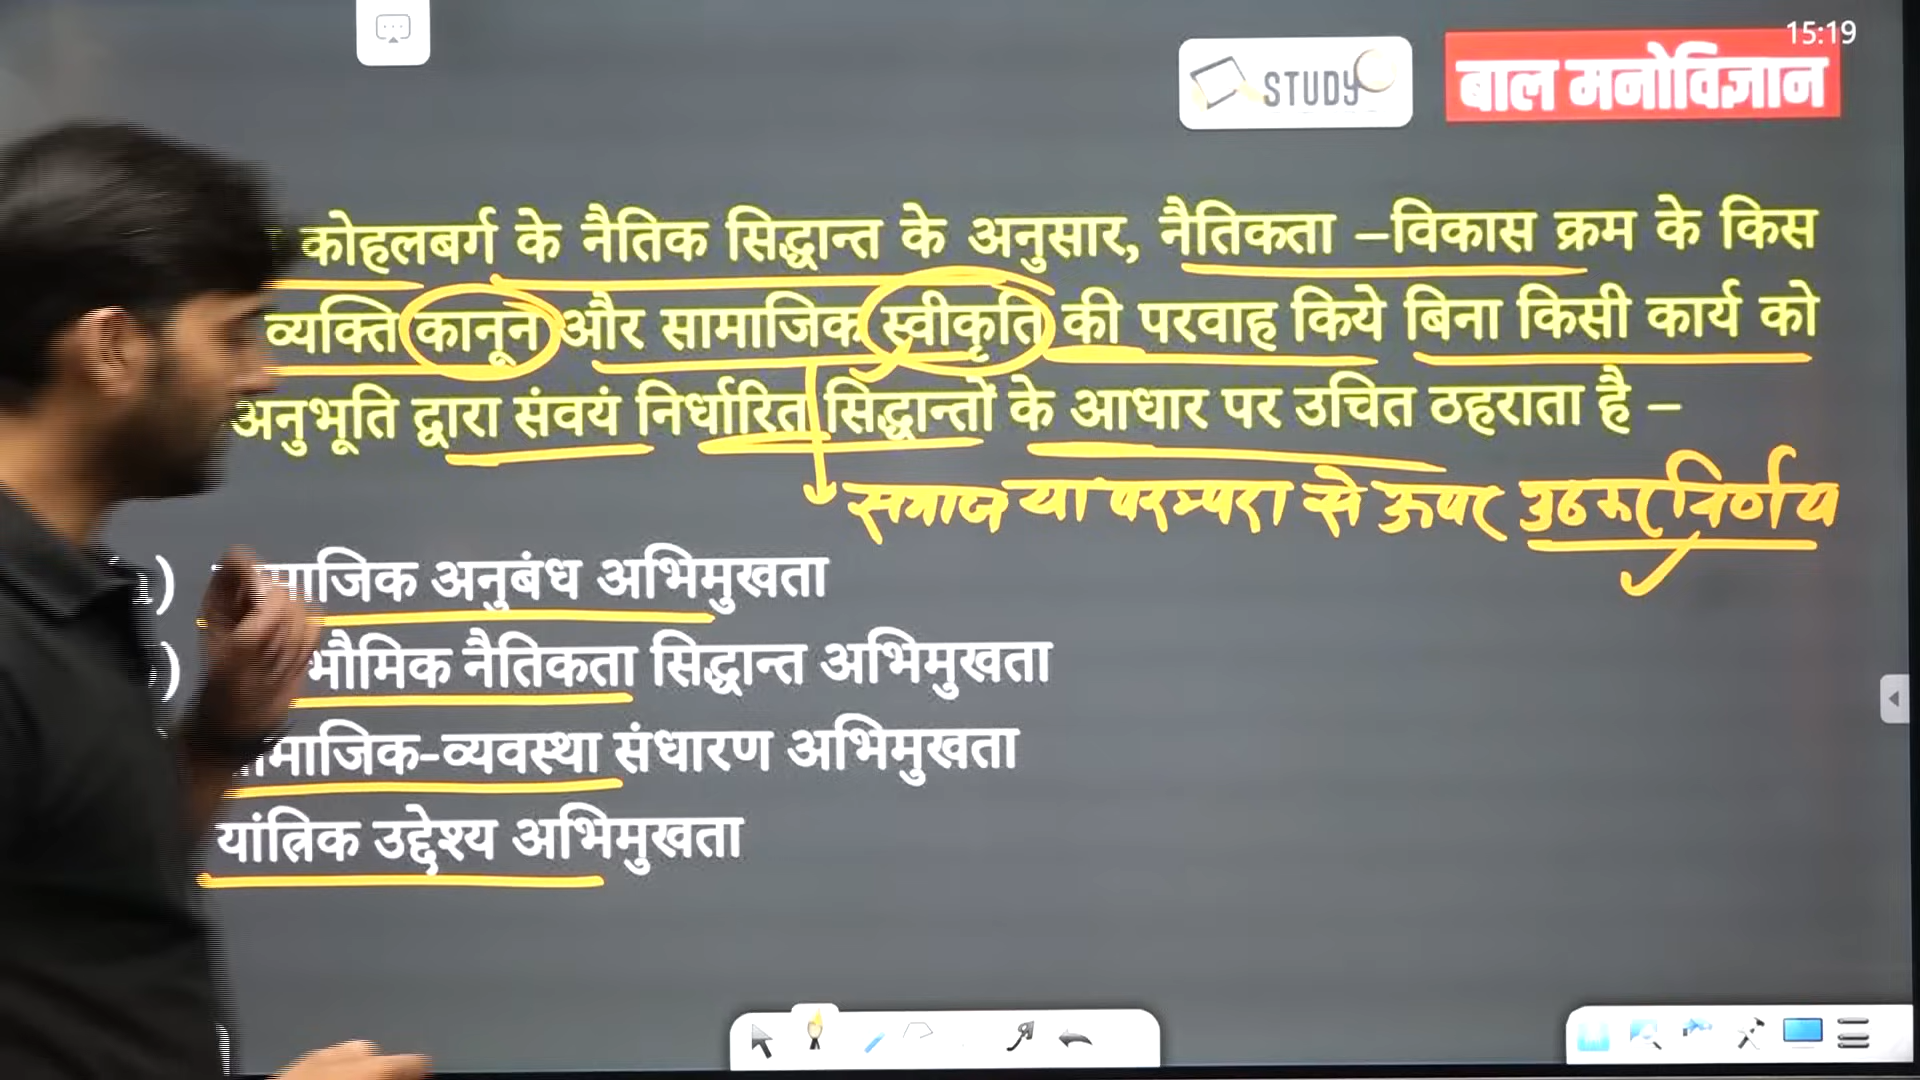 15:19
STUDY
बाल मनोविज्ञान
कोहलबर्ग के नैतिक सिद्धान्त के अनुसार, नैतिकता –विकास क्रम के किस
व्यक्ति कानून और सामाजिक स्वीकृति की परवाह किये बिना किसी कार्य को
अनुभूति द्वारा संवयं निर्धारित सिद्धान्तों के आधार पर उचित ठहराता है –
समाज या परम्परा से ऊपर उठकर निर्णय
माजिक अनुबंध अभिमुखता
भौमिक नैतिकता सिद्धान्त अभिमुखता
माजिक-व्यवस्था संधारण अभिमुखता
यांत्रिक उद्देश्य अभिमुखता